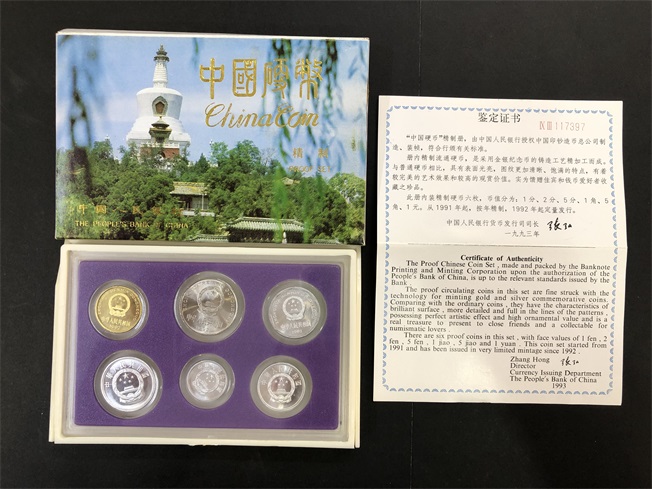 中國硬幣
China Coin
中國
THE PEOPLE'S BANK OF CHINA
鉴定证书
117397
“中国硬币”精制册，由中国人民银行授权中国印钞造币总公司制
造、装帧，符合行颁有关标准。
册内精制流通硬币，是采用金银纪念币的铸造工艺精加工而成，
与普通硬币相比，具有表面光亮，图纹更加清晰、饱满的特点，有着
较完美的艺术效果和较高的观赏价值。实为馈赠佳宾和钱币爱好者收
藏之珍品。
此册内装精制硬币六枚，币值分为：1分、2分、5分、1角、5
角、1元。从1991年起，按年精制，1992年起定量发行。
中国人民银行货币发行司司长
一九九三年
Certificate of Authenticity
The Proof Chinese Coin Set, made and packed by the Banknote
Printing and Minting Corporation upon the authorization of the
People's Bank of China, is up to the relevant standards issued by the
Bank.
The proof circulating coins in this set are fine struck with the
technology for minting gold and silver commemorative coins.
Comparing with the ordinary coins, they have the characteristics of
brilliant surface, more detailed and full in the lines of the patterns,
possessing perfect artistic effect and high ornamental value and is a
real treasure to present to close friends and a collectable for
numismatic lovers.
There are six proof coins in this set, with face values of 1 fen, 2
fen, 5 fen, 1 jiao, 5 jiao and 1 yuan. This coin set started from
1991 and has been issued in very limited mintage since 1992.
Zhang Hong
Director
Currency Issuing Department
The People's Bank of China
1993